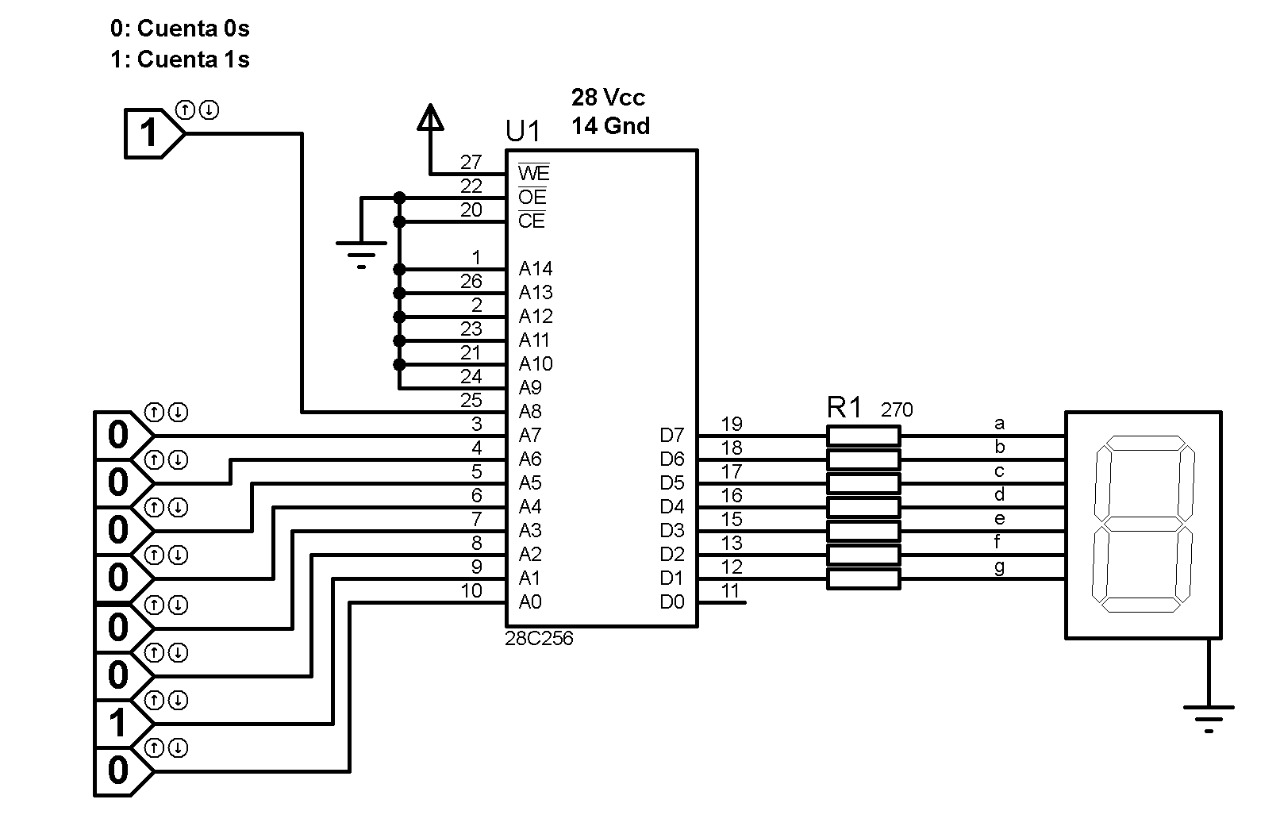 0: Cuenta 0s
1: Cuenta 1s
1
28 Vcc
14 Gnd
U1
27 WE
22 OE
20 CE
1 A14
26 A13
2 A12
23 A11
21 A10
24 A9
25 A8
0 3 A7
0 4 A6
0 5 A5
0 6 A4
0 7 A3
0 8 A2
1 9 A1
0 10 A0
28C256
D7 19
D6 18
D5 17
D4 16
D3 15
D2 13
D1 12
D0 11
R1 270
a
b
c
d
e
f
g